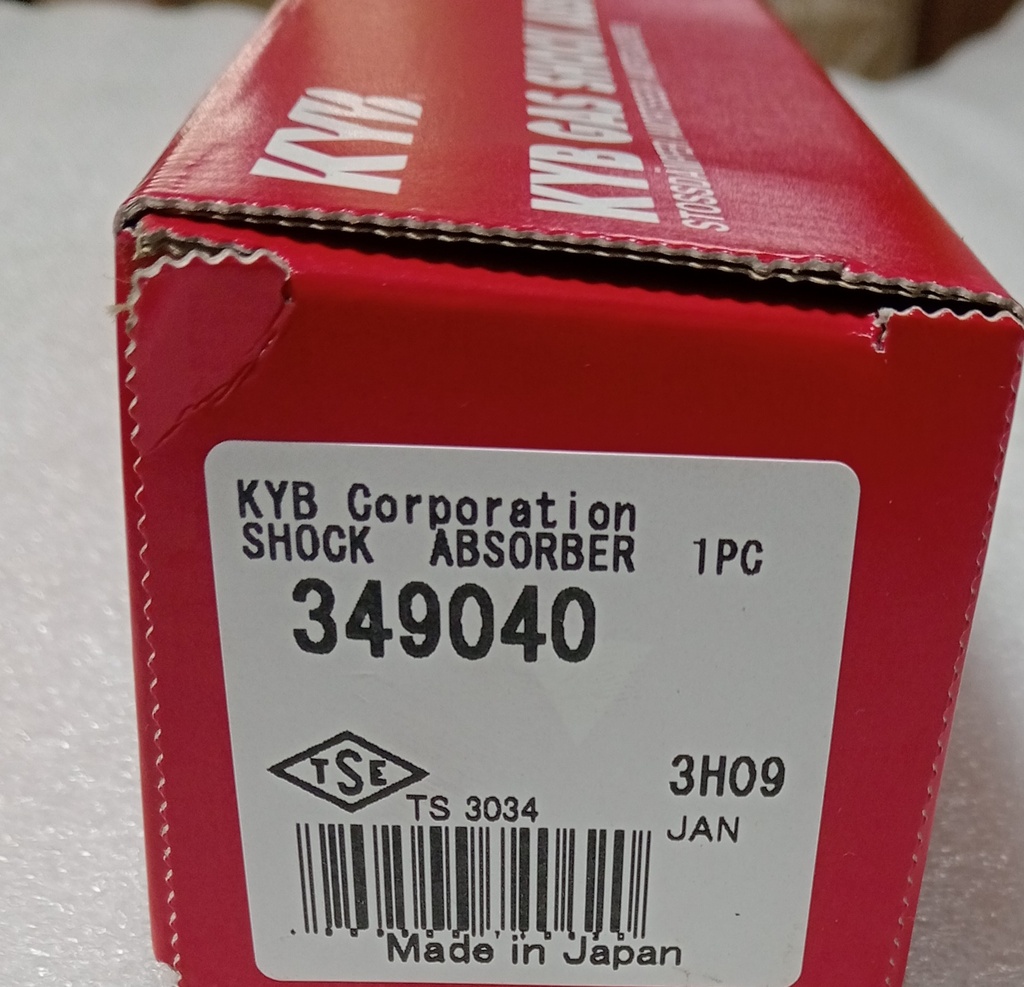 KYB
KYB GAS SHOCK
KYB Corporation
SHOCK ABSORBER 1PC
349040
TSE
TS 3034
3H09
JAN
Made in Japan